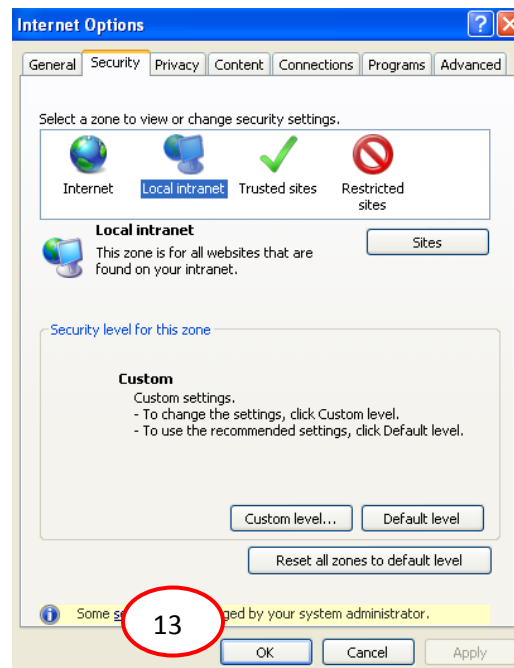 Internet Options
General Security Privacy Content Connections Programs Advanced
Select a zone to view or change security settings.
Internet Local intranet Trusted sites Restricted sites
Local intranet
This zone is for all websites that are
found on your intranet.
Sites
Security level for this zone
Custom
Custom settings.
- To change the settings, click Custom level.
- To use the recommended settings, click Default level.
Custom level... Default level
Reset all zones to default level
Some by your system administrator.
13
OK Cancel Apply